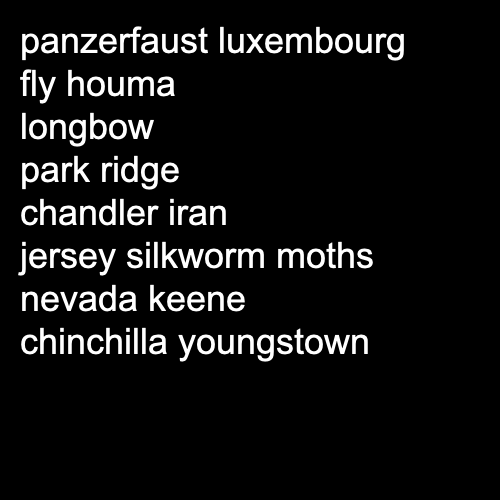 panzerfaust luxembourg
fly houma
longbow
park ridge
chandler iran
jersey silkworm moths
nevada keene
chinchilla youngstown